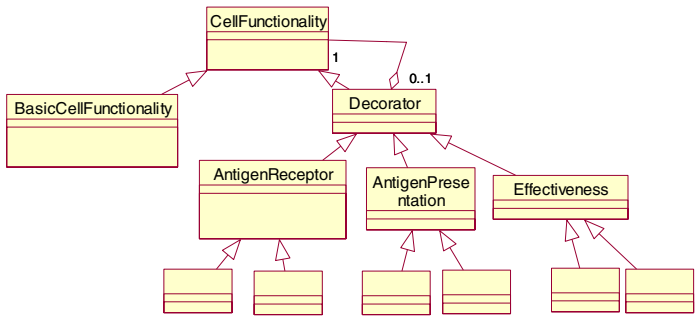 CellFunctionality
1
0..1
BasicCellFunctionality
Decorator
AntigenReceptor
AntigenPrese
ntation
Effectiveness